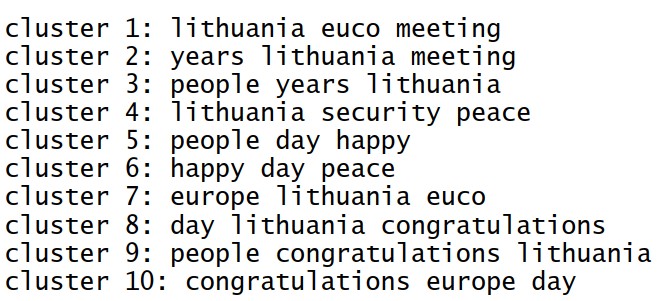 cluster 1: lithuania euco meeting
cluster 2: years lithuania meeting
cluster 3: people years lithuania
cluster 4: lithuania security peace
cluster 5: people day happy
cluster 6: happy day peace
cluster 7: europe lithuania euco
cluster 8: day lithuania congratulations
cluster 9: people congratulations lithuania
cluster 10: congratulations europe day